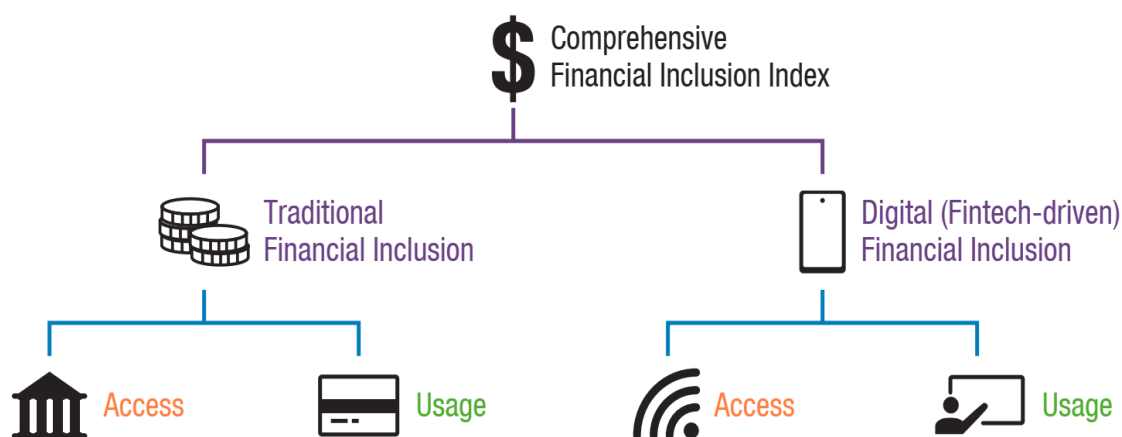 $ Comprehensive
Financial Inclusion Index
Traditional
Financial Inclusion
Digital (Fintech-driven)
Financial Inclusion
Access
Usage
Access
Usage